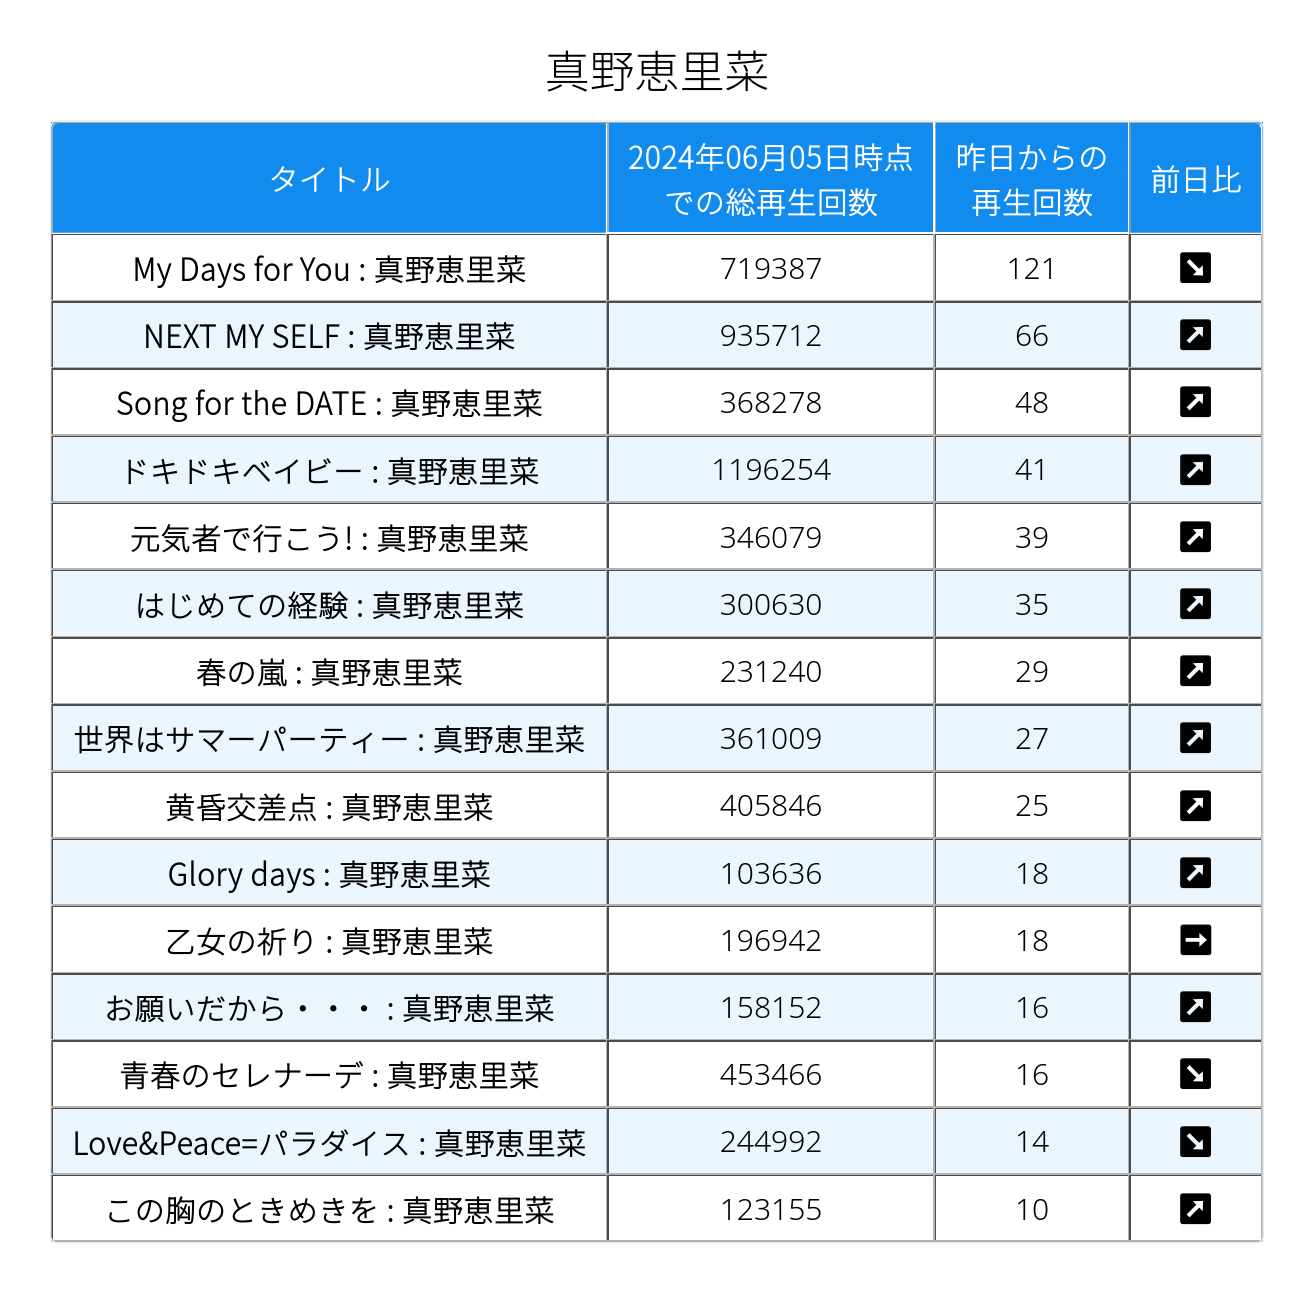 真野恵里菜
タイトル 2024年06月05日時点での総再生回数 昨日からの再生回数 前日比
My Days for You : 真野恵里菜 719387 121 ↘
NEXT MY SELF : 真野恵里菜 935712 66 ↗
Song for the DATE : 真野恵里菜 368278 48 ↗
ドキドキベイビー : 真野恵里菜 1196254 41 ↗
元気者で行こう! : 真野恵里菜 346079 39 ↗
はじめての経験 : 真野恵里菜 300630 35 ↗
春の嵐 : 真野恵里菜 231240 29 ↗
世界はサマーパーティー : 真野恵里菜 361009 27 ↗
黄昏交差点 : 真野恵里菜 405846 25 ↗
Glory days : 真野恵里菜 103636 18 ↗
乙女の祈り : 真野恵里菜 196942 18 →
お願いだから・・・ : 真野恵里菜 158152 16 ↗
青春のセレナーデ : 真野恵里菜 453466 16 ↘
Love&Peace=パラダイス : 真野恵里菜 244992 14 ↘
この胸のときめきを : 真野恵里菜 123155 10 ↗